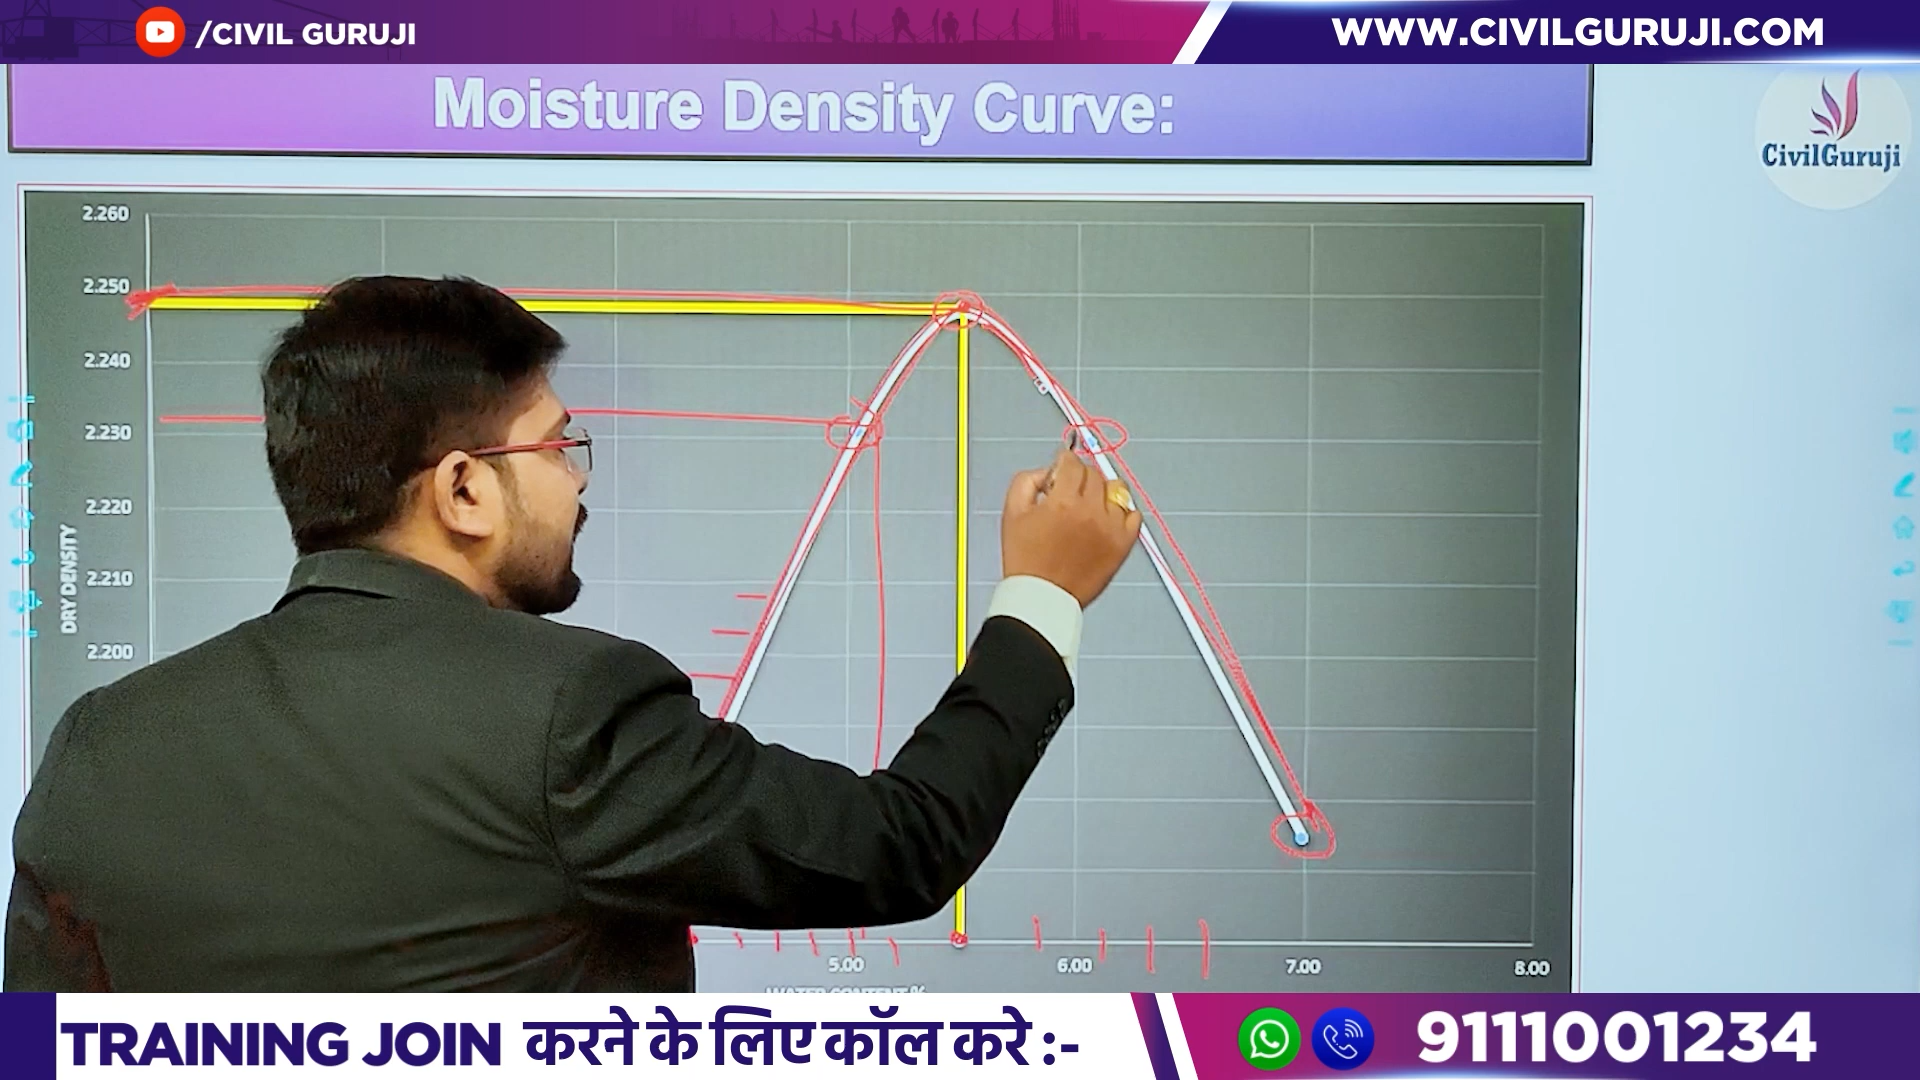 /CIVIL GURUJI
WWW.CIVILGURUJI.COM
Moisture Density Curve:
CivilGuruji
2.260
2.250
2.240
2.230
2.220
2.210
2.200
DRY DENSITY
5.00
6.00
7.00
8.00
WATER CONTENT %
TRAINING JOIN करने के लिए कॉल करे :-
9111001234